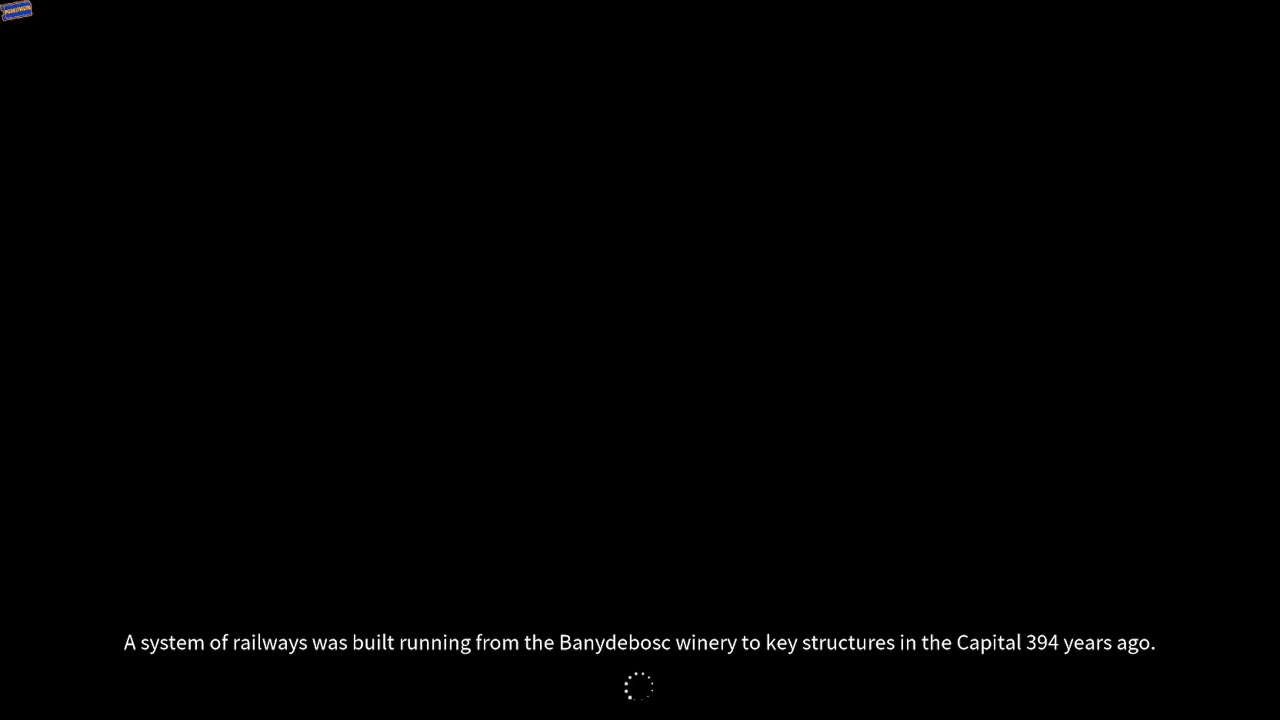 A system of railways was built running from the Banydebosc winery to key structures in the Capital 394 years ago.